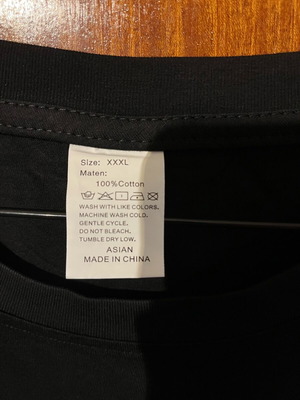 Size: XXXL
Maten:
100%Cotton
WASH WITH LIKE COLORS.
MACHINE WASH COLD.
GENTLE CYCLE.
DO NOT BLEACH.
TUMBLE DRY LOW.
ASIAN
MADE IN CHINA